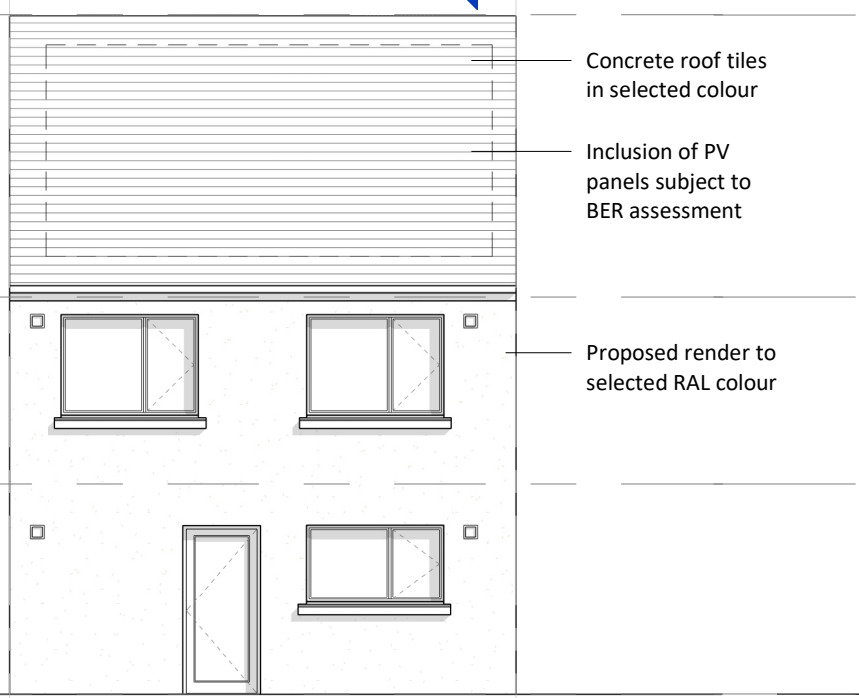 Concrete roof tiles
in selected colour
Inclusion of PV
panels subject to
BER assessment
Proposed render to
selected RAL colour